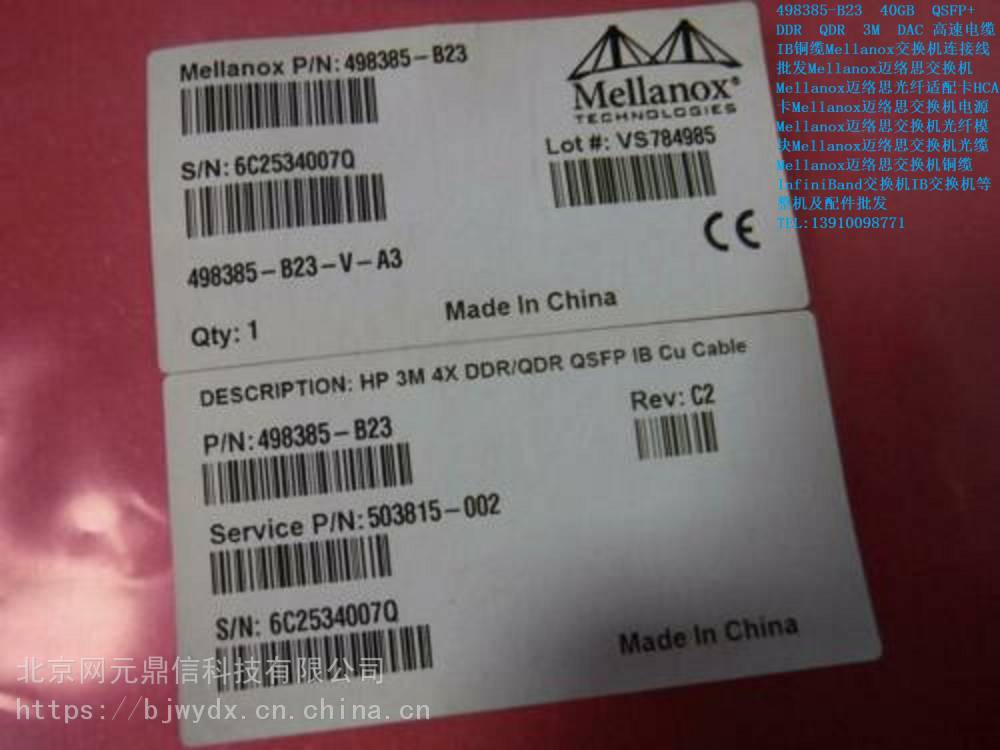 Mellanox P/N: 498385-B23
Mellanox®
TECHNOLOGIES
S/N: 6C2534007Q
Lot #: VS784985
498385-B23-V-A3
CE
Qty: 1
Made In China
DESCRIPTION: HP 3M 4X DDR/QDR QSFP IB Cu Cable
P/N: 498385-B23
Rev: C2
Service P/N: 503815-002
S/N: 6C2534007Q
Made In China
498385-B23 40GB QSFP+
DDR QDR 3M DAC 高速电缆
IB铜缆Mellanox交换机连接线
批发Mellanox迈络思交换机
Mellanox迈络思光纤适配卡HCA
卡Mellanox迈络思交换机电源
Mellanox迈络思交换机光纤模
块Mellanox迈络思交换机光缆
Mellanox迈络思交换机铜缆
InfiniBand交换机IB交换机等
整机及配件批发
TEL:13910098771
北京网元鼎信科技有限公司
https://bjwydx.cn.china.cn